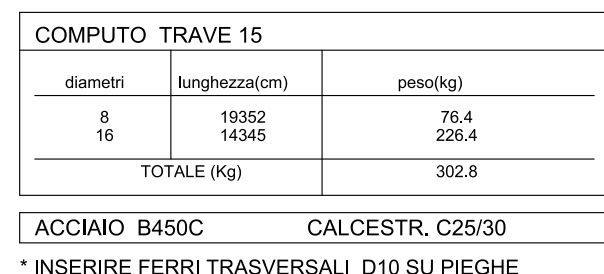 COMPUTO TRAVE 15
diametri lunghezza(cm) peso(kg)
8 19352 76.4
16 14345 226.4
TOTALE (Kg) 302.8
ACCIAIO B450C CALCESTR. C25/30
* INSERIRE FERRI TRASVERSALI D10 SU PIEGHE